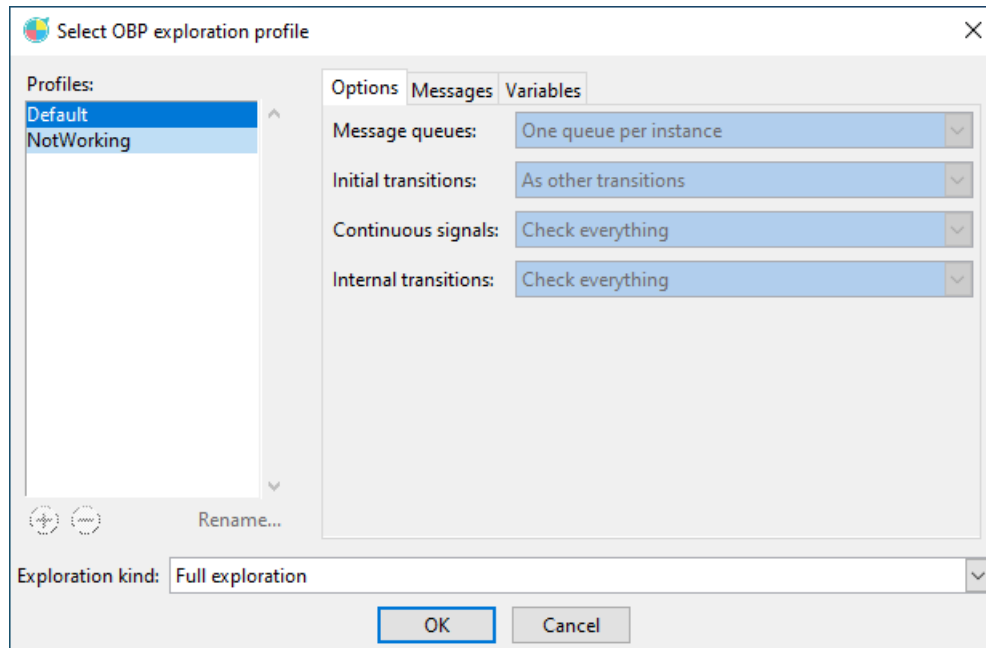 Select OBP exploration profile
Profiles:
Default
NotWorking
Rename...
Options Messages Variables
Message queues: One queue per instance
Initial transitions: As other transitions
Continuous signals: Check everything
Internal transitions: Check everything
Exploration kind: Full exploration
OK Cancel